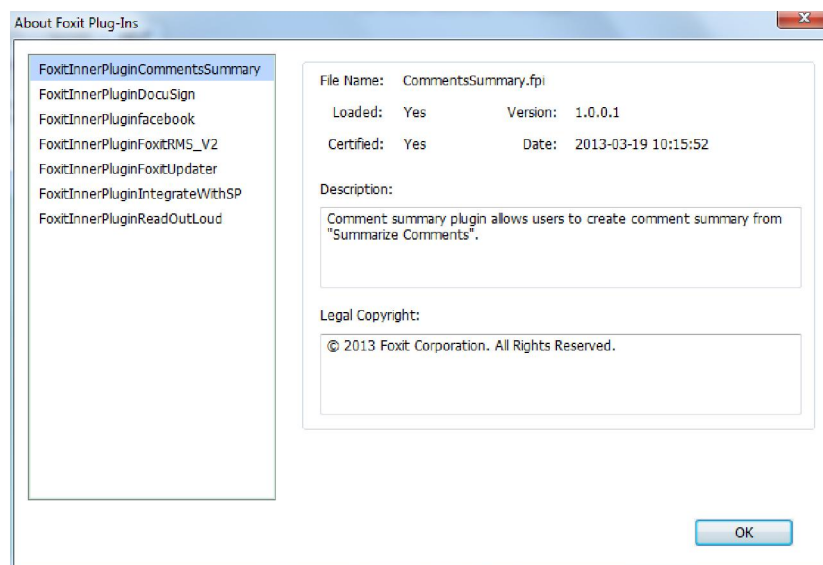 About Foxit Plug-Ins
FoxitInnerPluginCommentsSummary
FoxitInnerPluginDocuSign
FoxitInnerPluginfacebook
FoxitInnerPluginFoxitRMS_V2
FoxitInnerPluginFoxitUpdater
FoxitInnerPluginIntegrateWithSP
FoxitInnerPluginReadOutLoud
File Name: CommentsSummary.fpi
Loaded: Yes Version: 1.0.0.1
Certified: Yes Date: 2013-03-19 10:15:52
Description:
Comment summary plugin allows users to create comment summary from
"Summarize Comments".
Legal Copyright:
© 2013 Foxit Corporation. All Rights Reserved.
OK